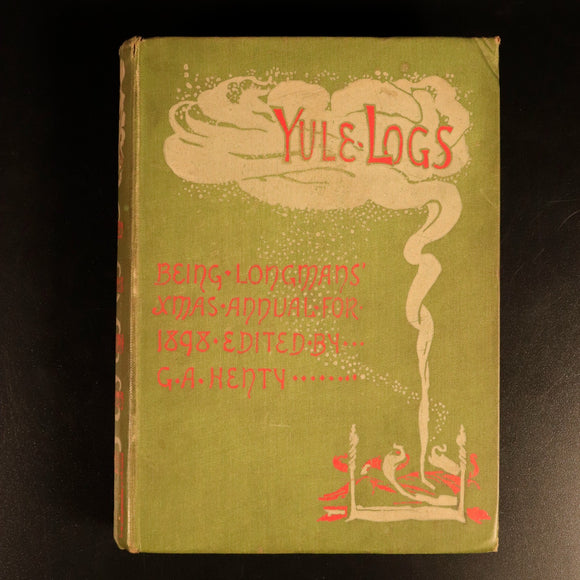 YULE·LOGS
BEING·LONGMANS'
XMAS·ANNUAL·FOR·
1898·EDITED·BY···
G·A·HENTY········